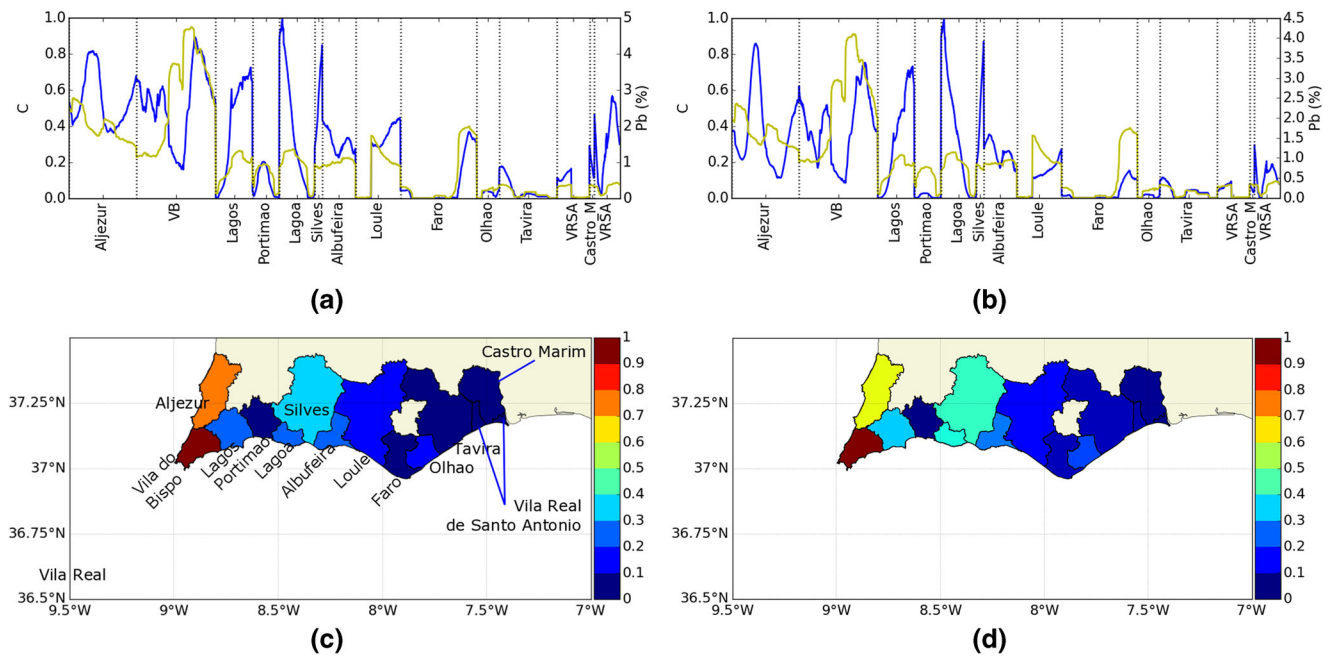 1.0
0.8
0.6
0.4
0.2
0.0
C
5
4
3
2
1
0
Pb (%)
Aljezur
VB
Lagos
Portimao
Lagoa
Silves
Albufeira
Loule
Faro
Olhao
Tavira
VRSA
Castro_M
VRSA
(a)
1.0
0.8
0.6
0.4
0.2
0.0
C
4.5
4.0
3.5
3.0
2.5
2.0
1.5
1.0
0.5
0.0
Pb (%)
Aljezur
VB
Lagos
Portimao
Lagoa
Silves
Albufeira
Loule
Faro
Olhao
Tavira
VRSA
Castro_M
VRSA
(b)
37.25°N
37°N
36.75°N
36.5°N
9.5°W
9°W
8.5°W
8°W
7.5°W
7°W
Castro Marim
Aljezur
Silves
Vila do
Bispo
Lagos
Portimao
Lagoa
Albufeira
Loule
Faro
Olhao
Tavira
Vila Real
de Santo Antonio
Vila Real
1
0.9
0.8
0.7
0.6
0.5
0.4
0.3
0.2
0.1
0
(c)
37.25°N
37°N
36.75°N
36.5°N
9.5°W
9°W
8.5°W
8°W
7.5°W
7°W
1
0.9
0.8
0.7
0.6
0.5
0.4
0.3
0.2
0.1
0
(d)